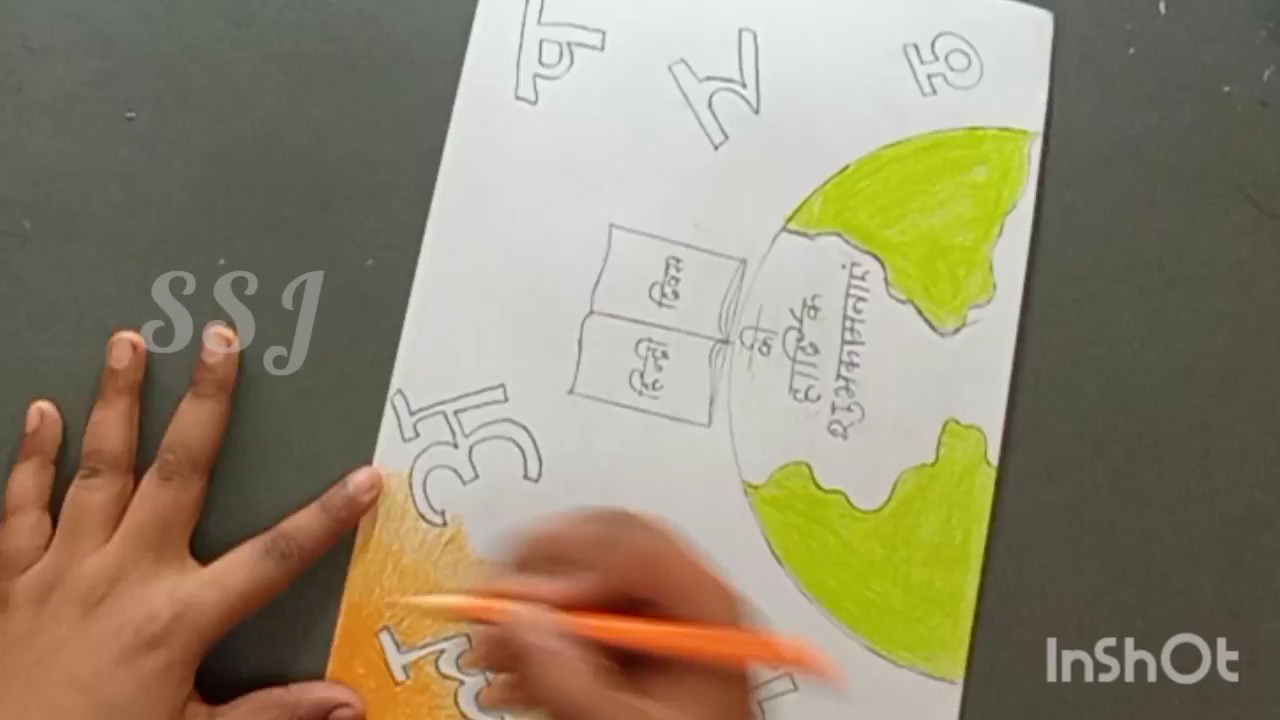 हिन्दी दिवस
की
हार्दिक
शुभकामनाएं
अ
प
ठ
SSJ
InShOt